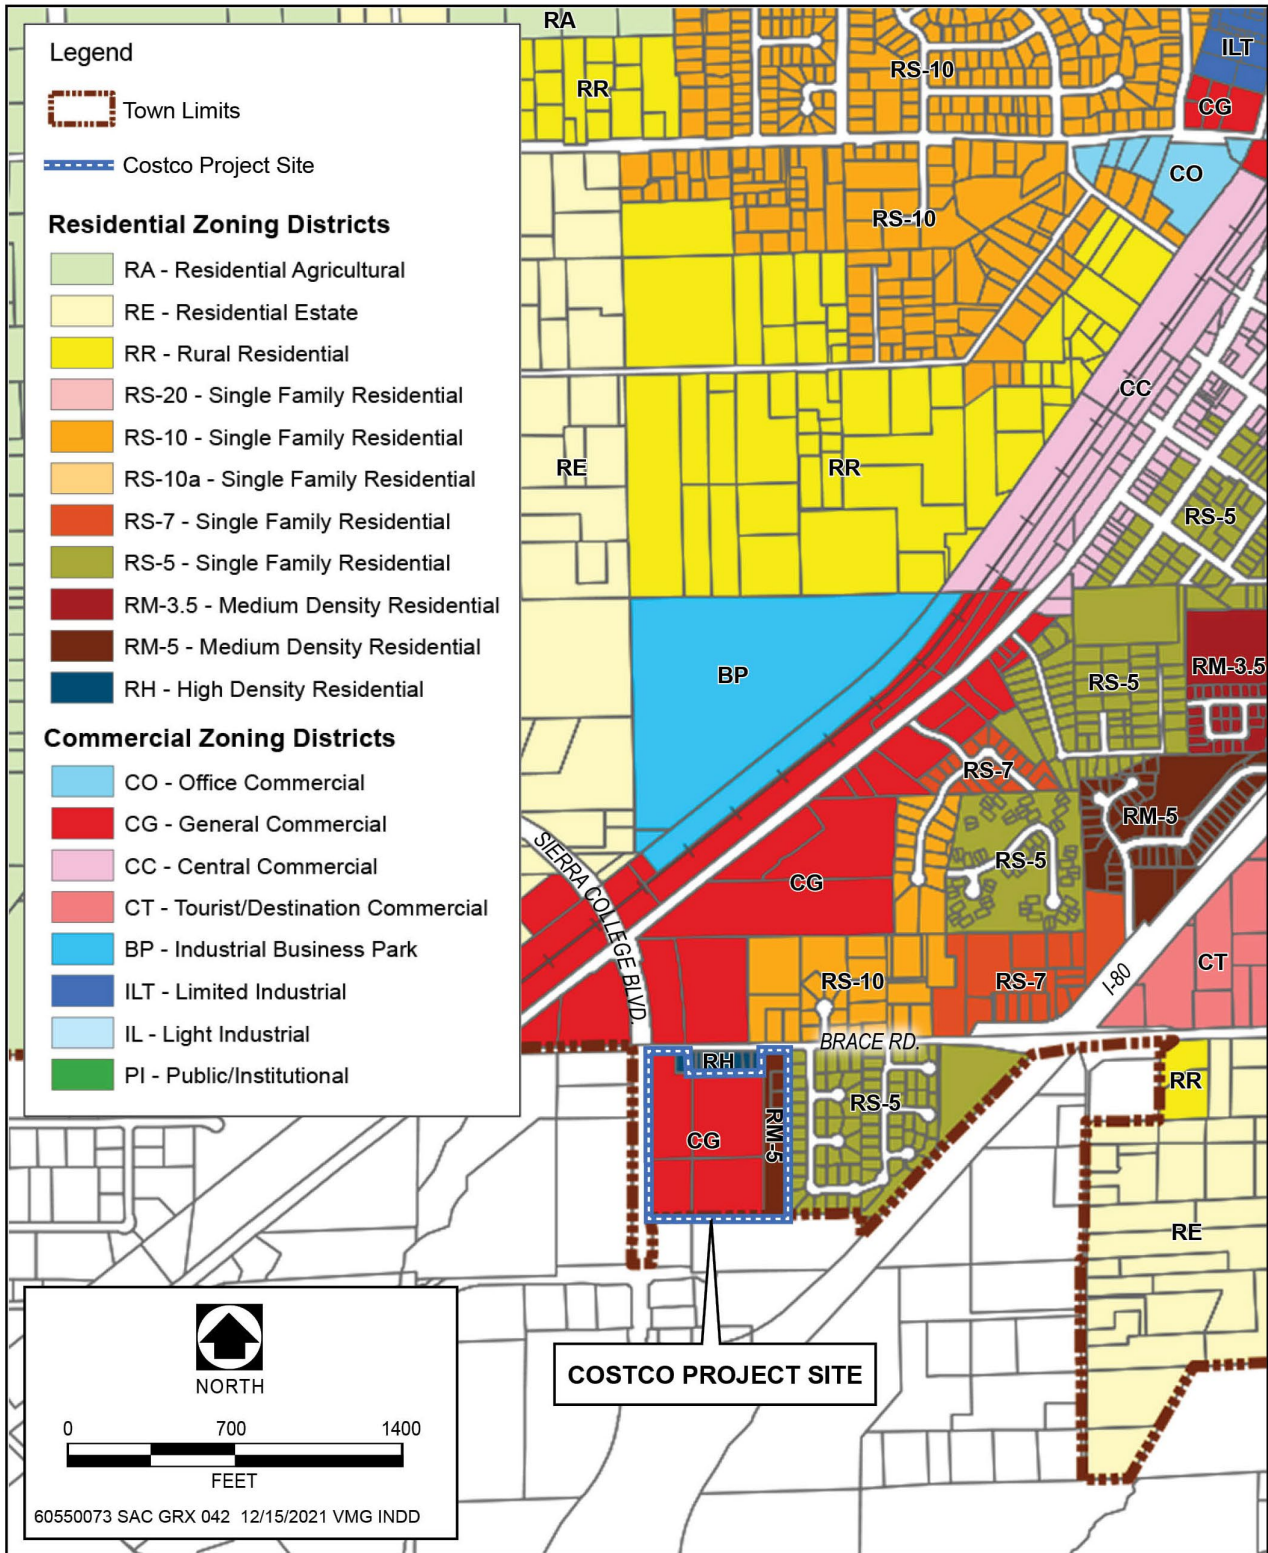 Legend
Town Limits
Costco Project Site
Residential Zoning Districts
RA - Residential Agricultural
RE - Residential Estate
RR - Rural Residential
RS-20 - Single Family Residential
RS-10 - Single Family Residential
RS-10a - Single Family Residential
RS-7 - Single Family Residential
RS-5 - Single Family Residential
RM-3.5 - Medium Density Residential
RM-5 - Medium Density Residential
RH - High Density Residential
Commercial Zoning Districts
CO - Office Commercial
CG - General Commercial
CC - Central Commercial
CT - Tourist/Destination Commercial
BP - Industrial Business Park
ILT - Limited Industrial
IL - Light Industrial
PI - Public/Institutional
RA
RR
RS-10
ILT
CG
CO
RS-10
CC
RE
RR
RS-5
BP
RS-5
RM-3.5
RS-7
RM-5
RS-5
CG
SIERRA COLLEGE BLVD.
RS-10
RS-7
I-80
CT
BRACE RD.
RH
RS-5
RR
CG
RM-5
RE
COSTCO PROJECT SITE
NORTH
0 700 1400
FEET
60550073 SAC GRX 042 12/15/2021 VMG INDD